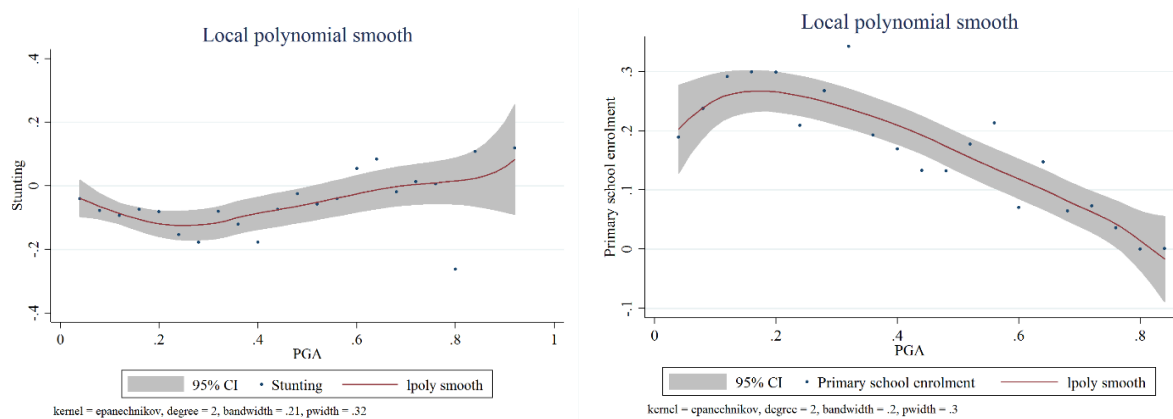 Local polynomial smooth
.4
.2
0
-.2
-.4
Stunting
0
.2
.4
.6
.8
1
PGA
95% CI
Stunting
lpoly smooth
kernel = epanechnikov, degree = 2, bandwidth = .21, pwidth = .32
Local polynomial smooth
.3
.2
.1
0
-.1
Primary school enrolment
0
.2
.4
.6
.8
PGA
95% CI
Primary school enrolment
lpoly smooth
kernel = epanechnikov, degree = 2, bandwidth = .2, pwidth = .3